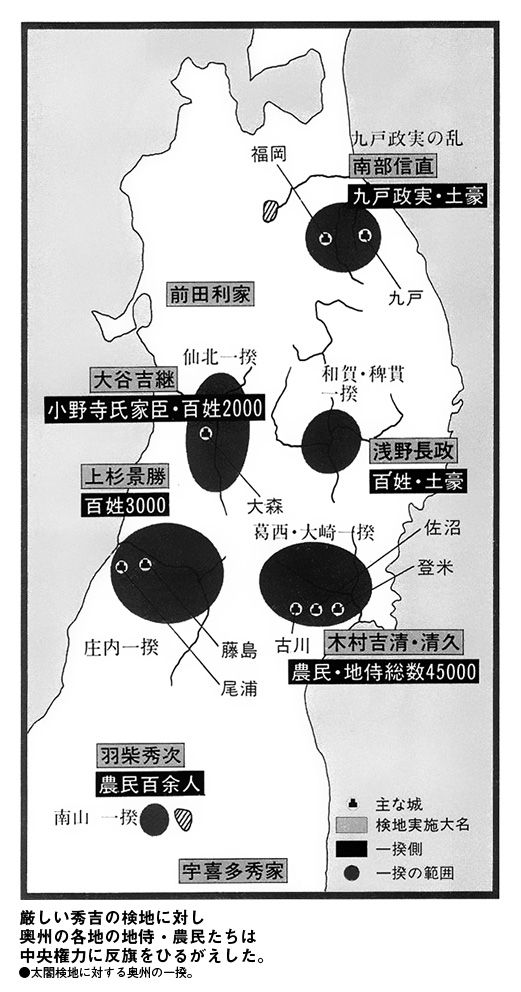 九戸政実の乱
福岡
南部信直
九戸政実・土豪
九戸
前田利家
仙北一揆
大谷吉継
小野寺氏家臣・百姓2000
大森
和賀・稗貫
一揆
浅野長政
百姓・土豪
上杉景勝
百姓3000
庄内一揆
藤島
尾浦
葛西・大崎一揆
佐沼
登米
古川
木村吉清・清久
農民・地侍総数45000
羽柴秀次
農民百余人
南山 一揆
宇喜多秀家
主な城
検地実施大名
一揆側
一揆の範囲
厳しい秀吉の検地に対し
奥州の各地の地侍・農民たちは
中央権力に反旗をひるがえした。
●太閤検地に対する奥州の一揆。